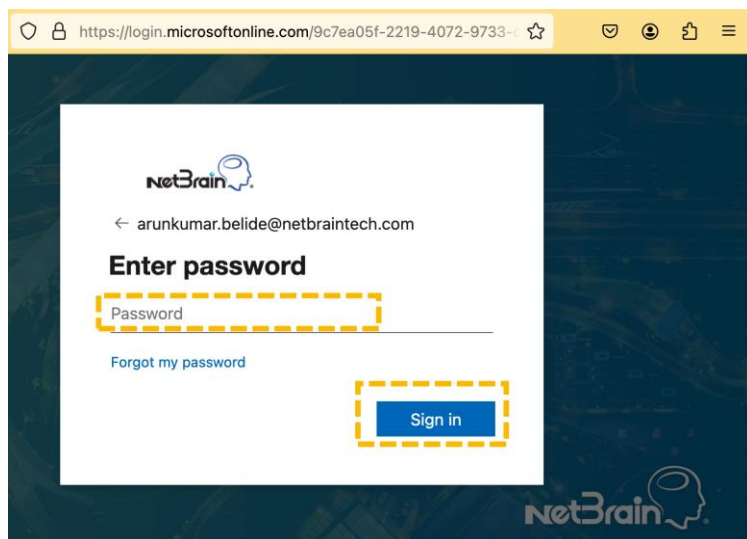 https://login.microsoftonline.com/9c7ea05f-2219-4072-9733-
NetBrain
← arunkumar.belide@netbraintech.com
Enter password
Password
Forgot my password
Sign in
NetBrain